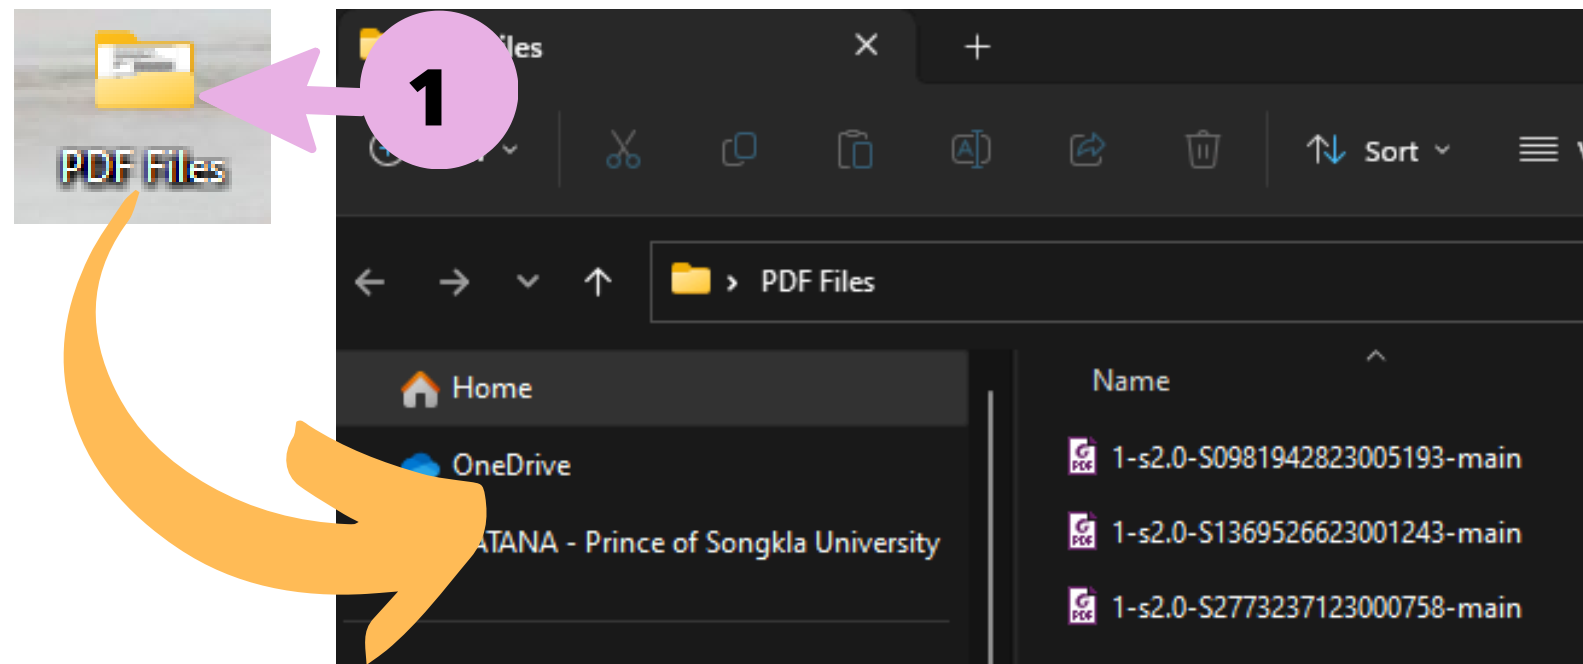 PDF Files
1
iles
Sort
PDF Files
Home
OneDrive
ATANA - Prince of Songkla University
Name
1-s2.0-S0981942823005193-main
1-s2.0-S1369526623001243-main
1-s2.0-S2773237123000758-main